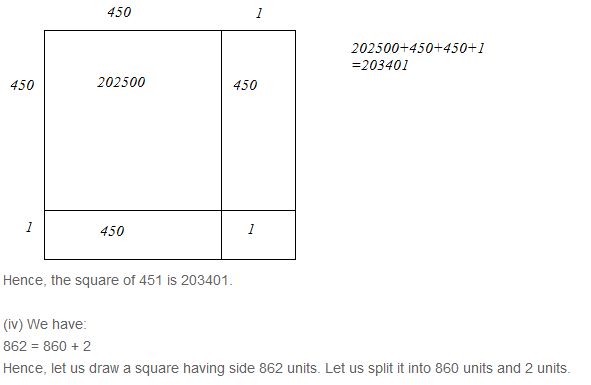 450 1
202500+450+450+1
=203401
450 202500 450
1 450 1
Hence, the square of 451 is 203401.
(iv) We have:
862 = 860 + 2
Hence, let us draw a square having side 862 units. Let us split it into 860 units and 2 units.